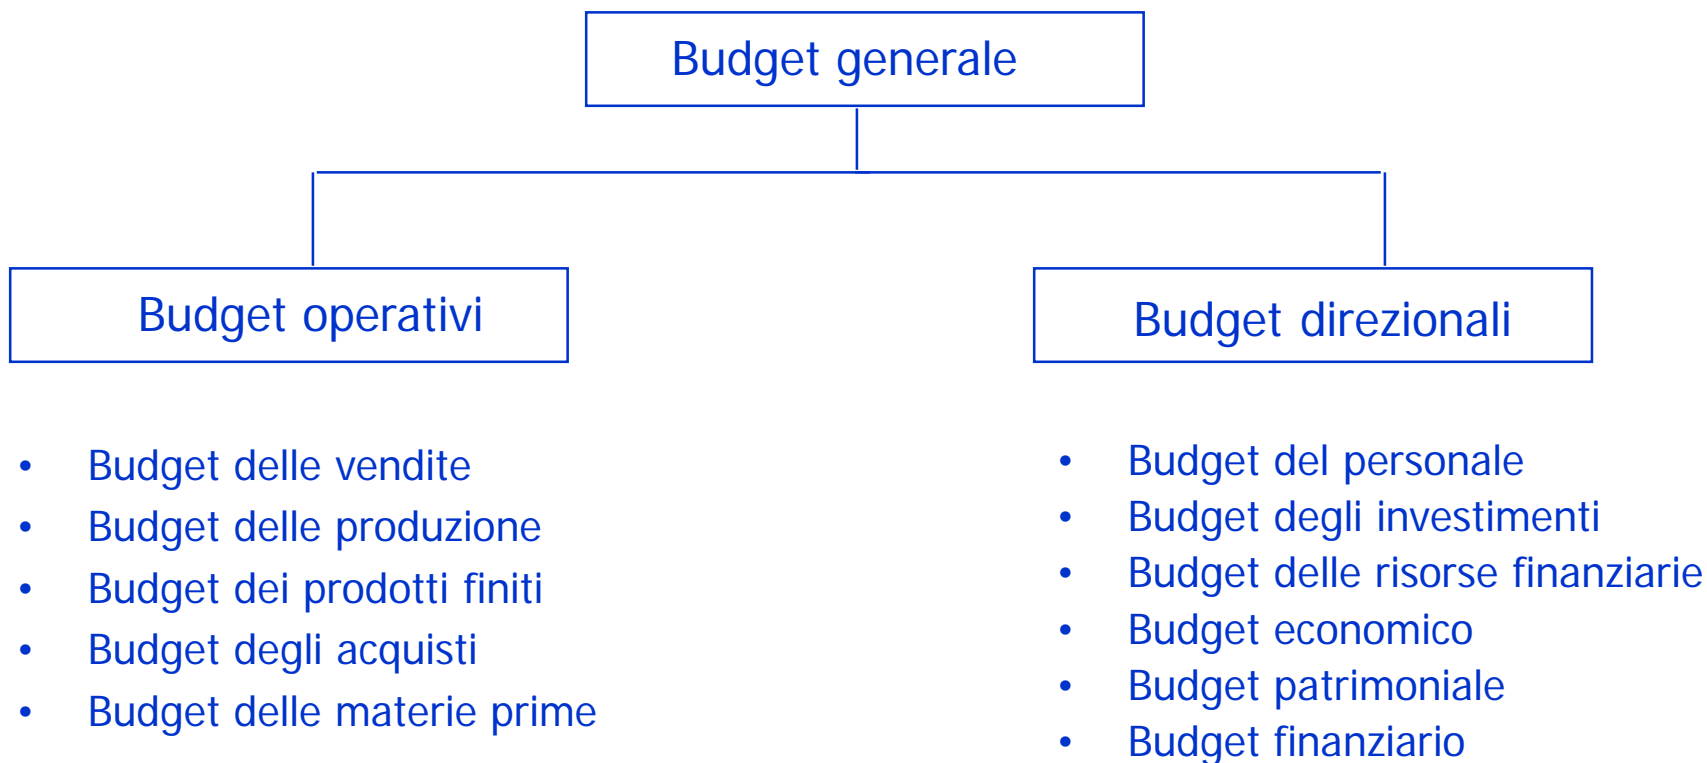 Budget generale
Budget operativi
• Budget delle vendite
• Budget delle produzione
• Budget dei prodotti finiti
• Budget degli acquisti
• Budget delle materie prime
Budget direzionali
• Budget del personale
• Budget degli investimenti
• Budget delle risorse finanziarie
• Budget economico
• Budget patrimoniale
• Budget finanziario